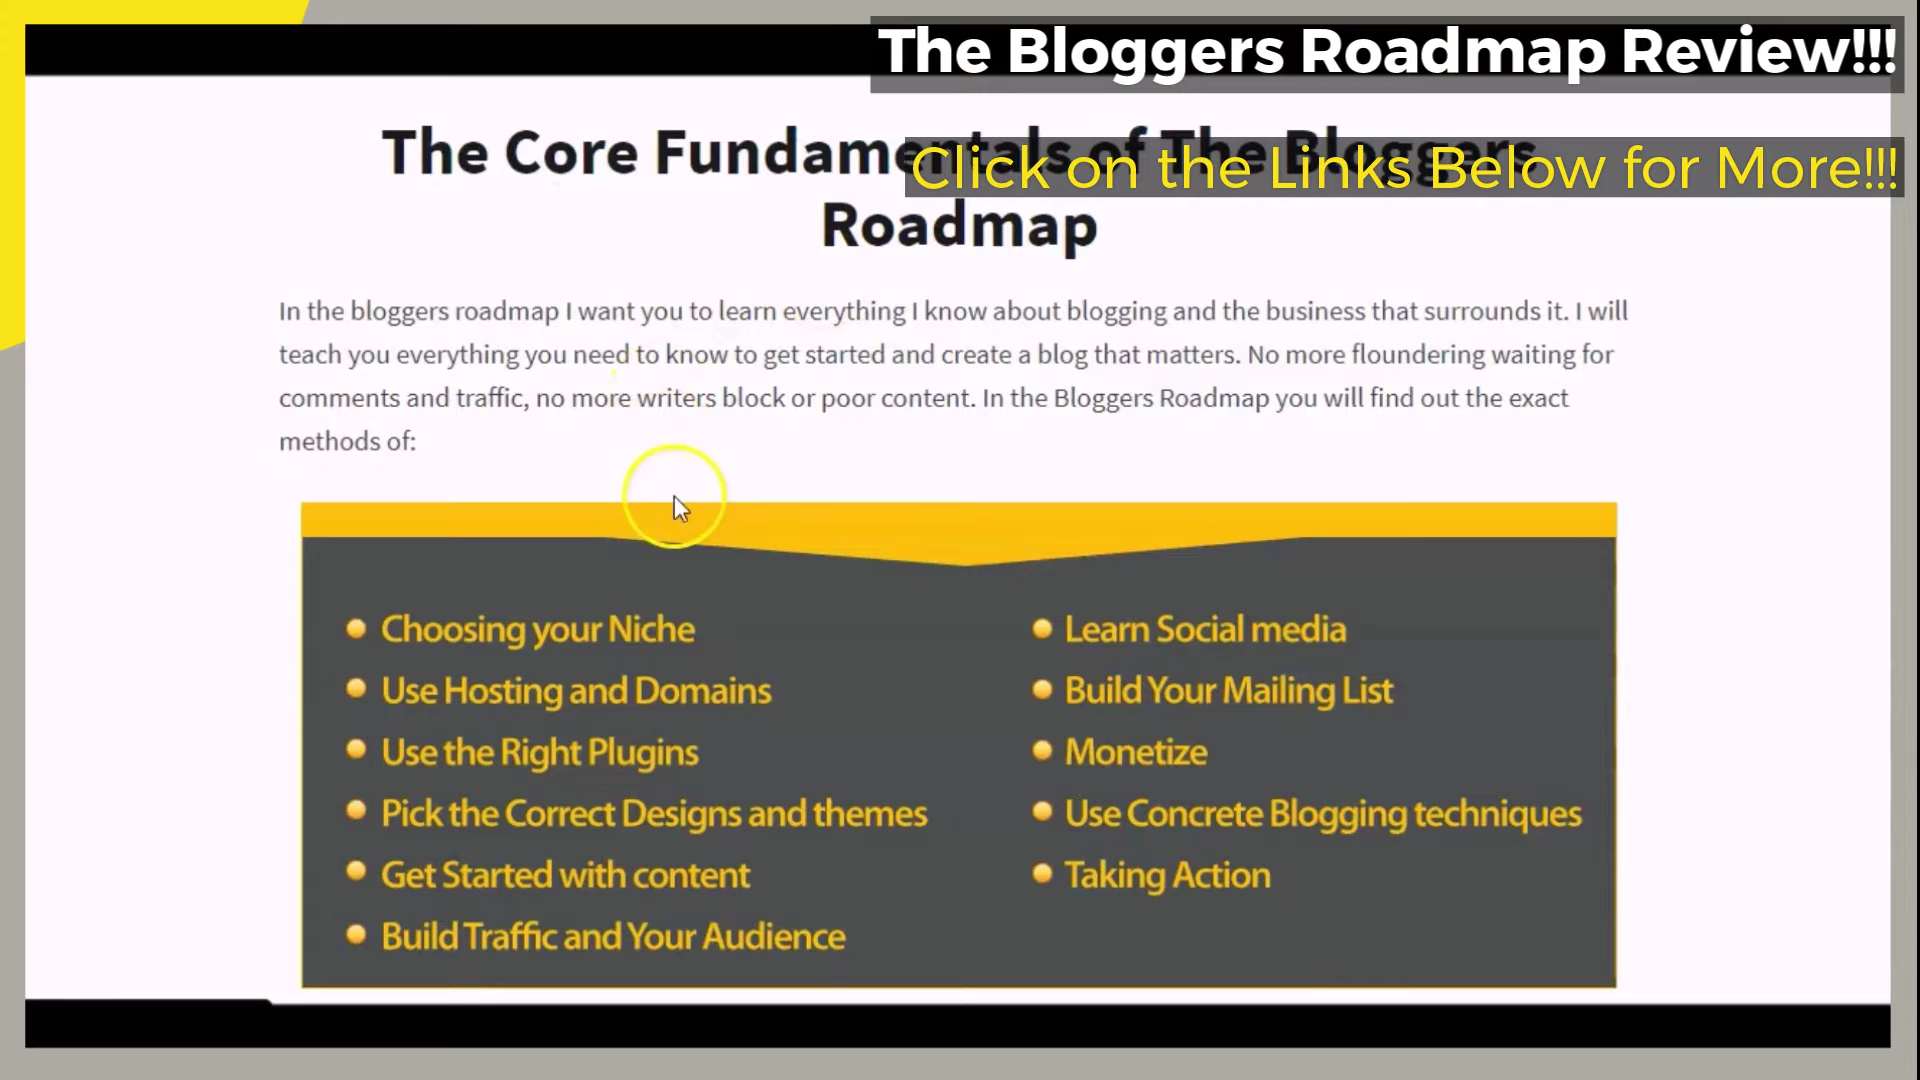 The Bloggers Roadmap Review!!!
Click on the Links Below for More!!!
The Core Fundamentals of The Bloggers
Roadmap
In the bloggers roadmap I want you to learn everything I know about blogging and the business that surrounds it. I will
teach you everything you need to know to get started and create a blog that matters. No more floundering waiting for
comments and traffic, no more writers block or poor content. In the Bloggers Roadmap you will find out the exact
methods of:
Choosing your Niche
Use Hosting and Domains
Use the Right Plugins
Pick the Correct Designs and themes
Get Started with content
Build Traffic and Your Audience
Learn Social media
Build Your Mailing List
Monetize
Use Concrete Blogging techniques
Taking Action